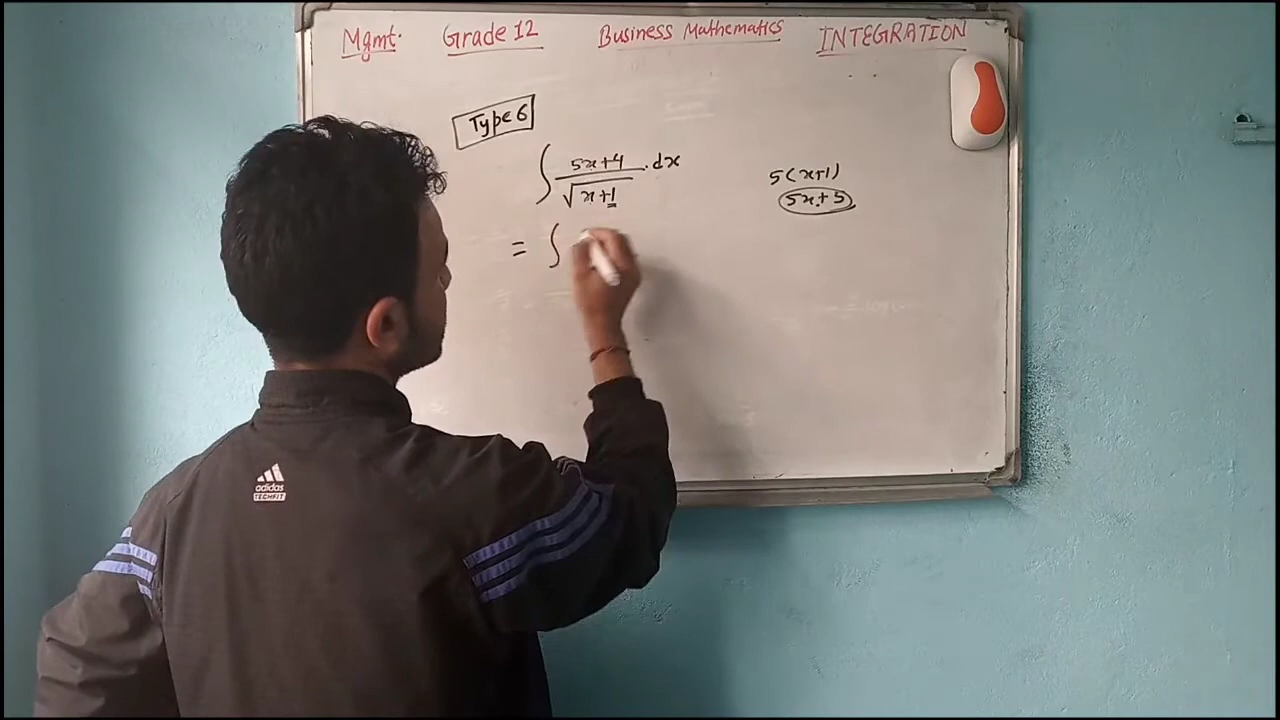 Mgmt. Grade 12 Business Mathematics INTEGRATION
Type 6
∫ (5x+4)/√(x+1) . dx
5(x+1)
5x+5
= ∫
adidas
TECHFIT